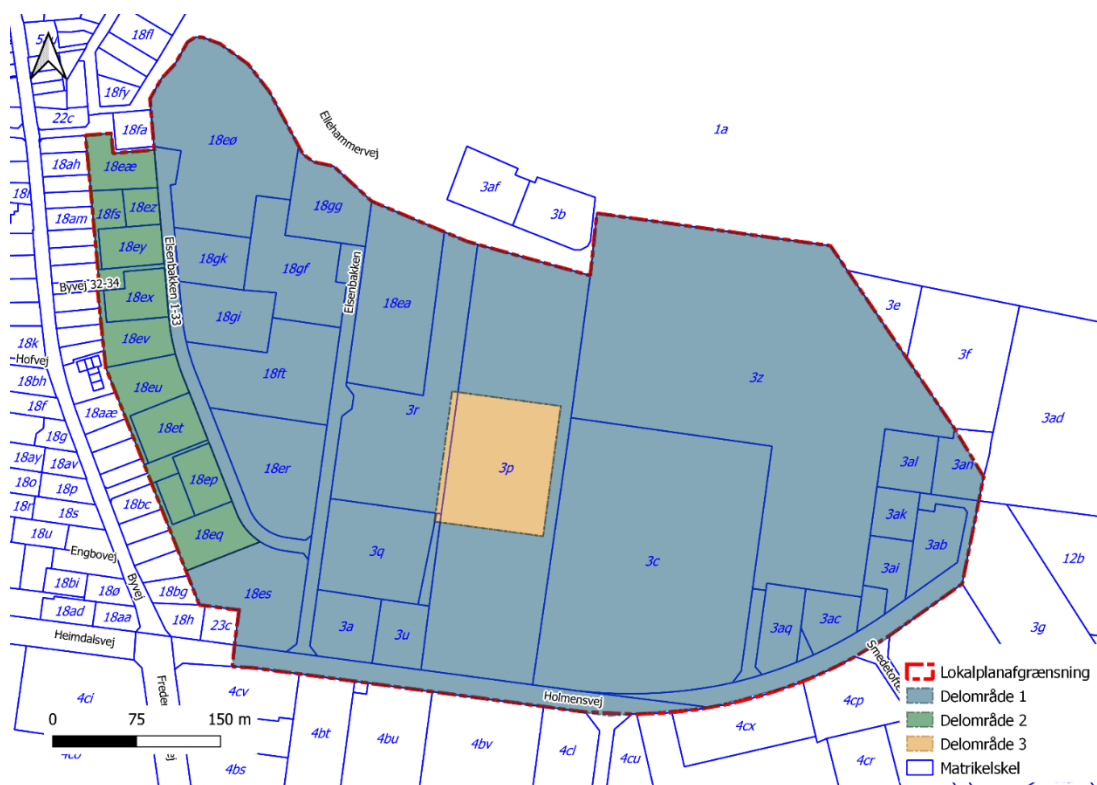 18fl
18fy
22c
18fa
18ah
18eæ
18eø
Ellehammervej
1a
3af
3b
18am
18fs
18ez
18gg
18ey
Elsenbakken 1-33
18gk
18gf
Elsenbakken
18ea
Byvej 32-34
18ex
18gi
3e
3f
18k
Hofvej
18ev
18bh
18eu
18ft
3z
18f
18aæ
3r
3ad
18g
18et
18ay
18av
18er
3p
3al
3an
18o
18p
18ep
18r
18s
18bc
3ak
18u
18eq
3q
3c
3ai
3ab
12b
Engbovej
18bi
18ø
Byvej
18bg
18es
18ad
18aa
18h
23c
3a
3u
3aq
3ac
3g
Heimdalsvej
Smedetofte
4ci
4cv
Holmensvej
4cp
4bt
4bu
4bv
4cl
4cu
4cx
4cr
4bs
0 75 150 m
Lokalplanafgrænsning
Delområde 1
Delområde 2
Delområde 3
Matrikelskel